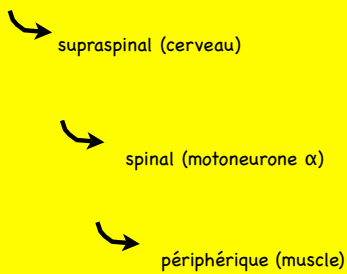 supraspinal (cerveau)
spinal (motoneurone α)
périphérique (muscle)